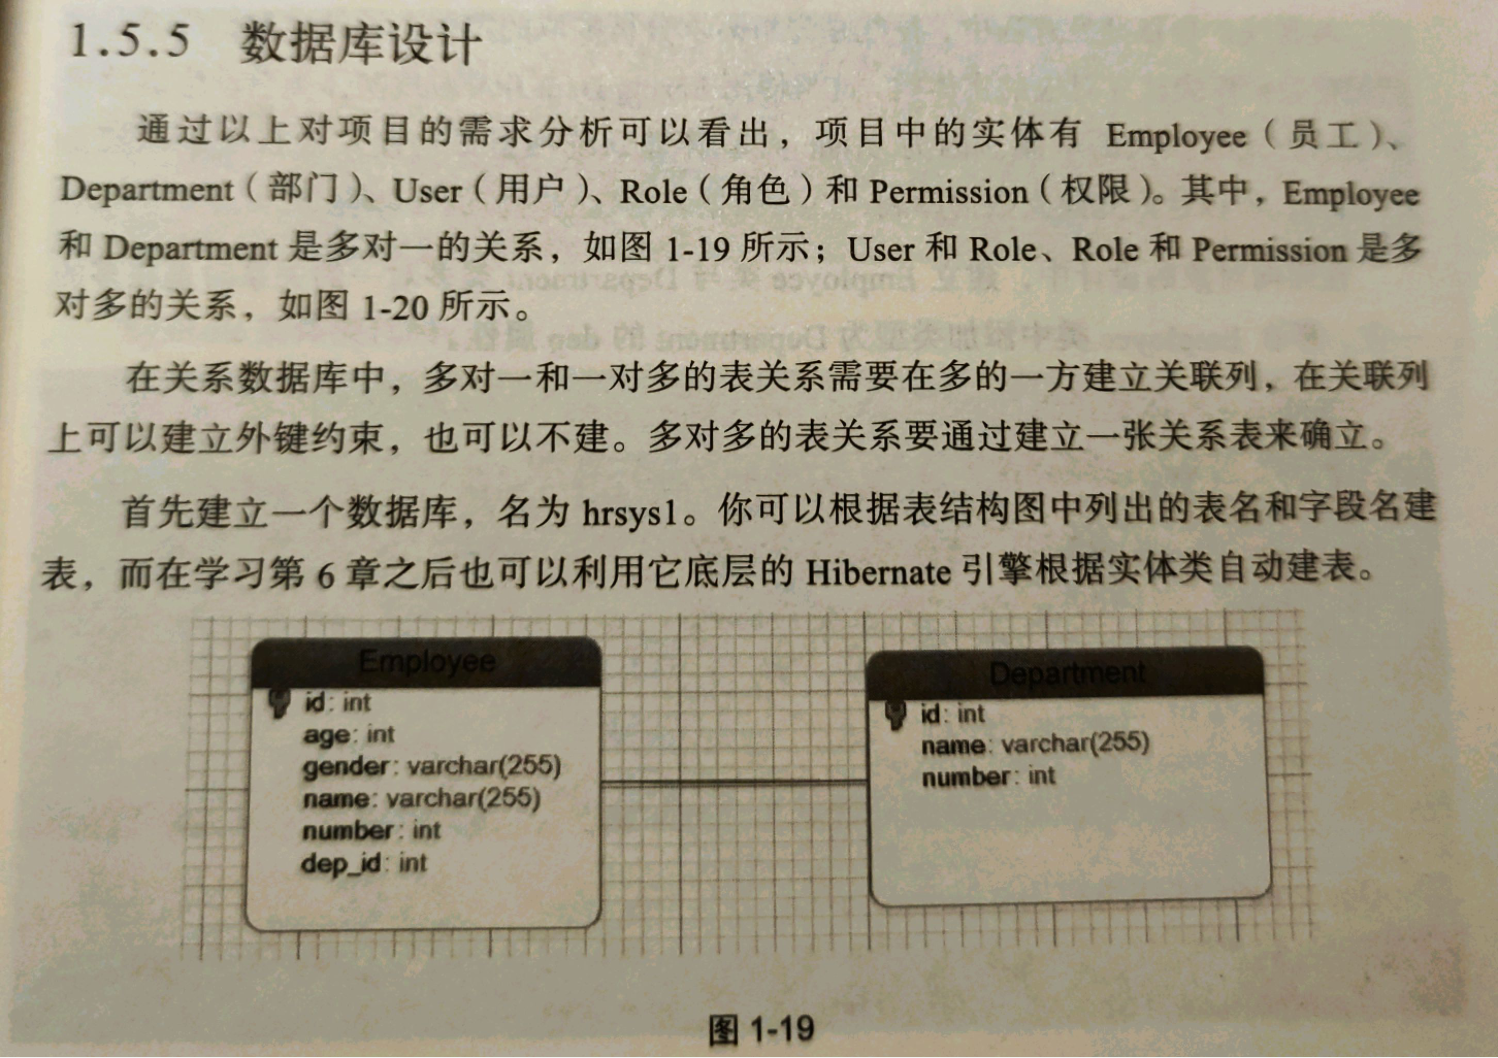 1.5.5 数据库设计
通过以上对项目的需求分析可以看出，项目中的实体有 Employee（员工）、
Department（部门）、User（用户）、Role（角色）和 Permission（权限）。其中，Employee
和 Department 是多对一的关系，如图 1-19 所示；User 和 Role、Role 和 Permission 是多
对多的关系，如图 1-20 所示。
在关系数据库中，多对一和一对多的表关系需要在多的一方建立关联列，在关联列
上可以建立外键约束，也可以不建。多对多的表关系要通过建立一张关系表来确立。
首先建立一个数据库，名为 hrsys1。你可以根据表结构图中列出的表名和字段名建
表，而在学习第 6 章之后也可以利用它底层的 Hibernate 引擎根据实体类自动建表。
Employee
id: int
age: int
gender: varchar(255)
name: varchar(255)
number: int
dep_id: int
Department
id: int
name: varchar(255)
number: int
图 1-19